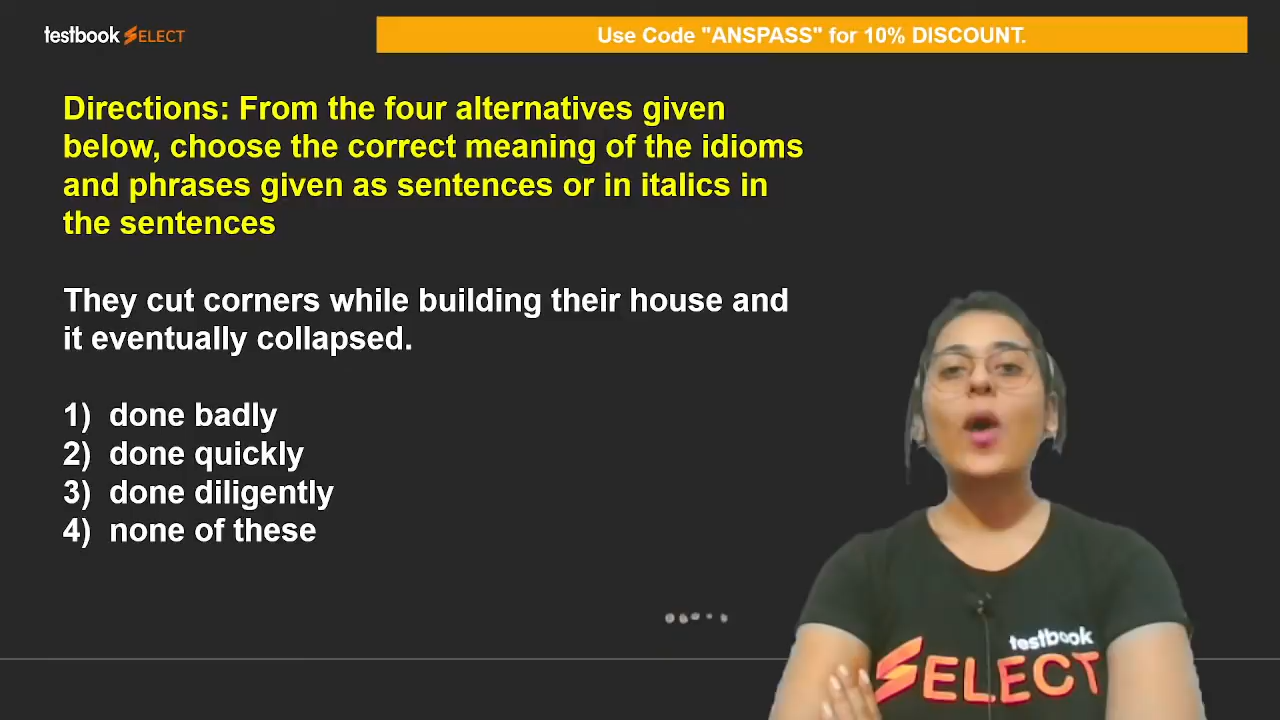 testbook SELECT
Use Code "ANSPASS" for 10% DISCOUNT.
Directions: From the four alternatives given
below, choose the correct meaning of the idioms
and phrases given as sentences or in italics in
the sentences
They cut corners while building their house and
it eventually collapsed.
1) done badly
2) done quickly
3) done diligently
4) none of these
testbook
SELECT